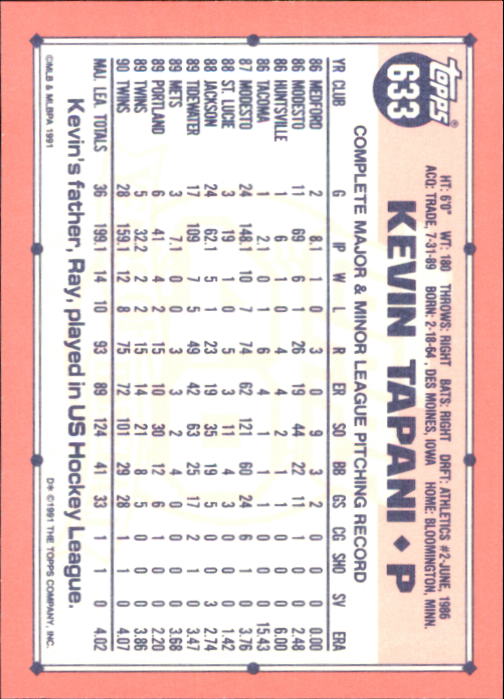 TOPPS®
633
HT: 6'0" WT: 180 THROWS: RIGHT BATS: RIGHT DRFT: ATHLETICS #2-JUNE, 1986
ACQ: TRADE, 7-31-89 BORN: 2-18-64, DES MOINES, IOWA HOME: BLOOMINGTON, MINN.
KEVIN TAPANI ◆ P
COMPLETE MAJOR & MINOR LEAGUE PITCHING RECORD
YR CLUB G IP W L R ER SO BB GS CG SHO SV ERA
86 MEDFORD 2 8.1 1 0 3 0 9 3 2 0 0 0 0.00
86 MODESTO 11 69 6 1 26 19 44 22 11 1 0 0 2.48
86 HUNTSVILLE 1 6 1 0 4 4 2 1 1 0 0 0 6.00
86 TACOMA 1 2.1 0 1 6 4 1 1 1 0 0 0 15.43
87 MODESTO 24 148.1 10 7 74 62 121 60 24 6 1 0 3.76
88 ST. LUCIE 3 19 1 0 5 3 11 4 3 0 0 0 1.42
88 JACKSON 24 62.1 5 1 23 19 35 19 5 0 0 3 2.74
89 TIDEWATER 17 109 7 5 49 42 63 25 17 2 1 0 3.47
89 METS 3 7.1 0 0 3 3 2 4 0 0 0 0 3.68
89 PORTLAND 6 41 4 2 15 10 30 12 6 1 0 0 2.20
89 TWINS 5 32.2 2 2 15 14 21 8 5 0 0 0 3.86
90 TWINS 28 159.1 12 8 75 72 101 29 28 1 1 0 4.07
MAJ. LEA. TOTALS 36 199.1 14 10 93 89 124 41 33 1 1 0 4.02
Kevin's father, Ray, played in US Hockey League.
©MLB & MLBPA 1991
D* ©1991 THE TOPPS COMPANY, INC.